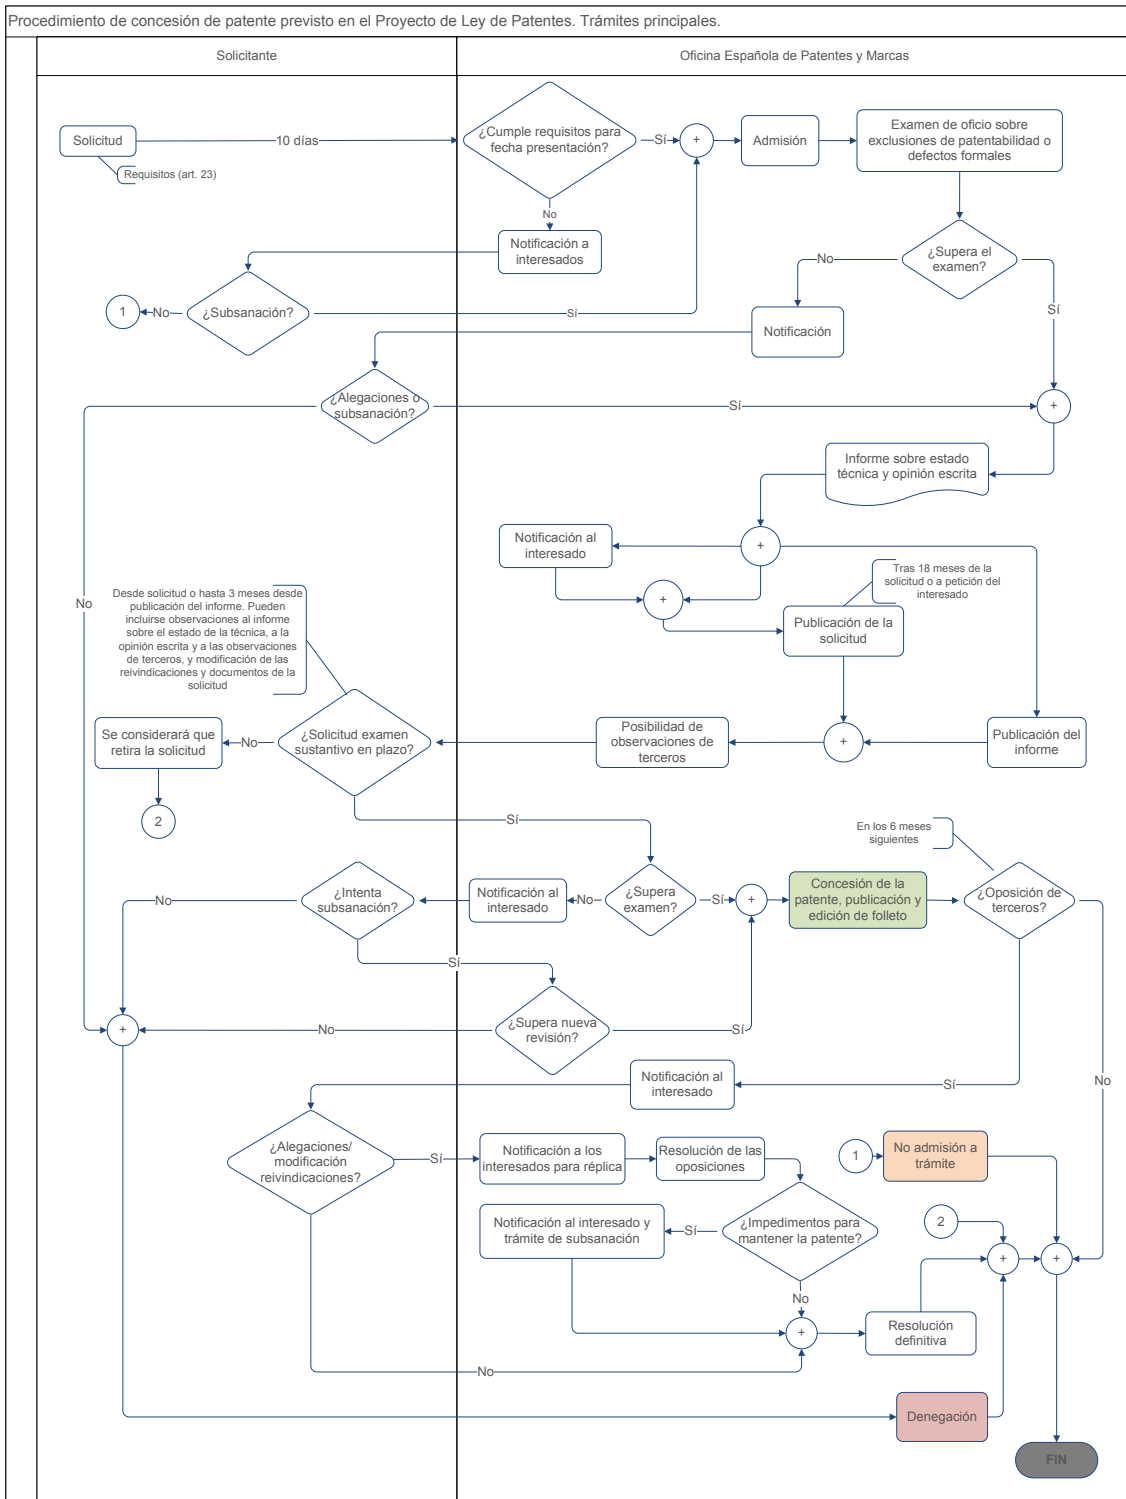 Procedimiento de concesión de patente previsto en el Proyecto de Ley de Patentes. Trámites principales.
Solicitante
Oficina Española de Patentes y Marcas
Solicitud
10 días
¿Cumple requisitos para
fecha presentación?
Sí
+
Admisión
Examen de oficio sobre
exclusiones de patentabilidad o
defectos formales
Requisitos (art. 23)
No
Notificación a
interesados
¿Supera el
examen?
No
Sí
1
No
¿Subsanación?
Sí
Notificación
¿Alegaciones o
subsanación?
Sí
+
Informe sobre estado
técnica y opinión escrita
Notificación al
interesado
+
Tras 18 meses de la
solicitud o a petición del
interesado
No
Desde solicitud o hasta 3 meses desde
publicación del informe. Pueden
incluirse observaciones al informe
sobre el estado de la técnica, a la
opinión escrita y a las observaciones
de terceros, y modificación de las
reivindicaciones y documentos de la
solicitud
+
Publicación de la
solicitud
Se considerará que
retira la solicitud
No
¿Solicitud examen
sustantivo en plazo?
Posibilidad de
observaciones de
terceros
+
Publicación del
informe
2
Sí
En los 6 meses
siguientes
No
¿Intenta
subsanación?
Notificación al
interesado
No
¿Supera
examen?
Sí
+
Concesión de la
patente, publicación y
edición de folleto
¿Oposición de
terceros?
Sí
+
No
¿Supera nueva
revisión?
Sí
Notificación al
interesado
Sí
No
¿Alegaciones/
modificación
reivindicaciones?
Sí
Notificación a los
interesados para réplica
Resolución de las
oposiciones
1
No admisión a
trámite
Notificación al interesado y
trámite de subsanación
Sí
¿Impedimentos para
mantener la patente?
2
+
+
No
+
Resolución
definitiva
No
Denegación
FIN